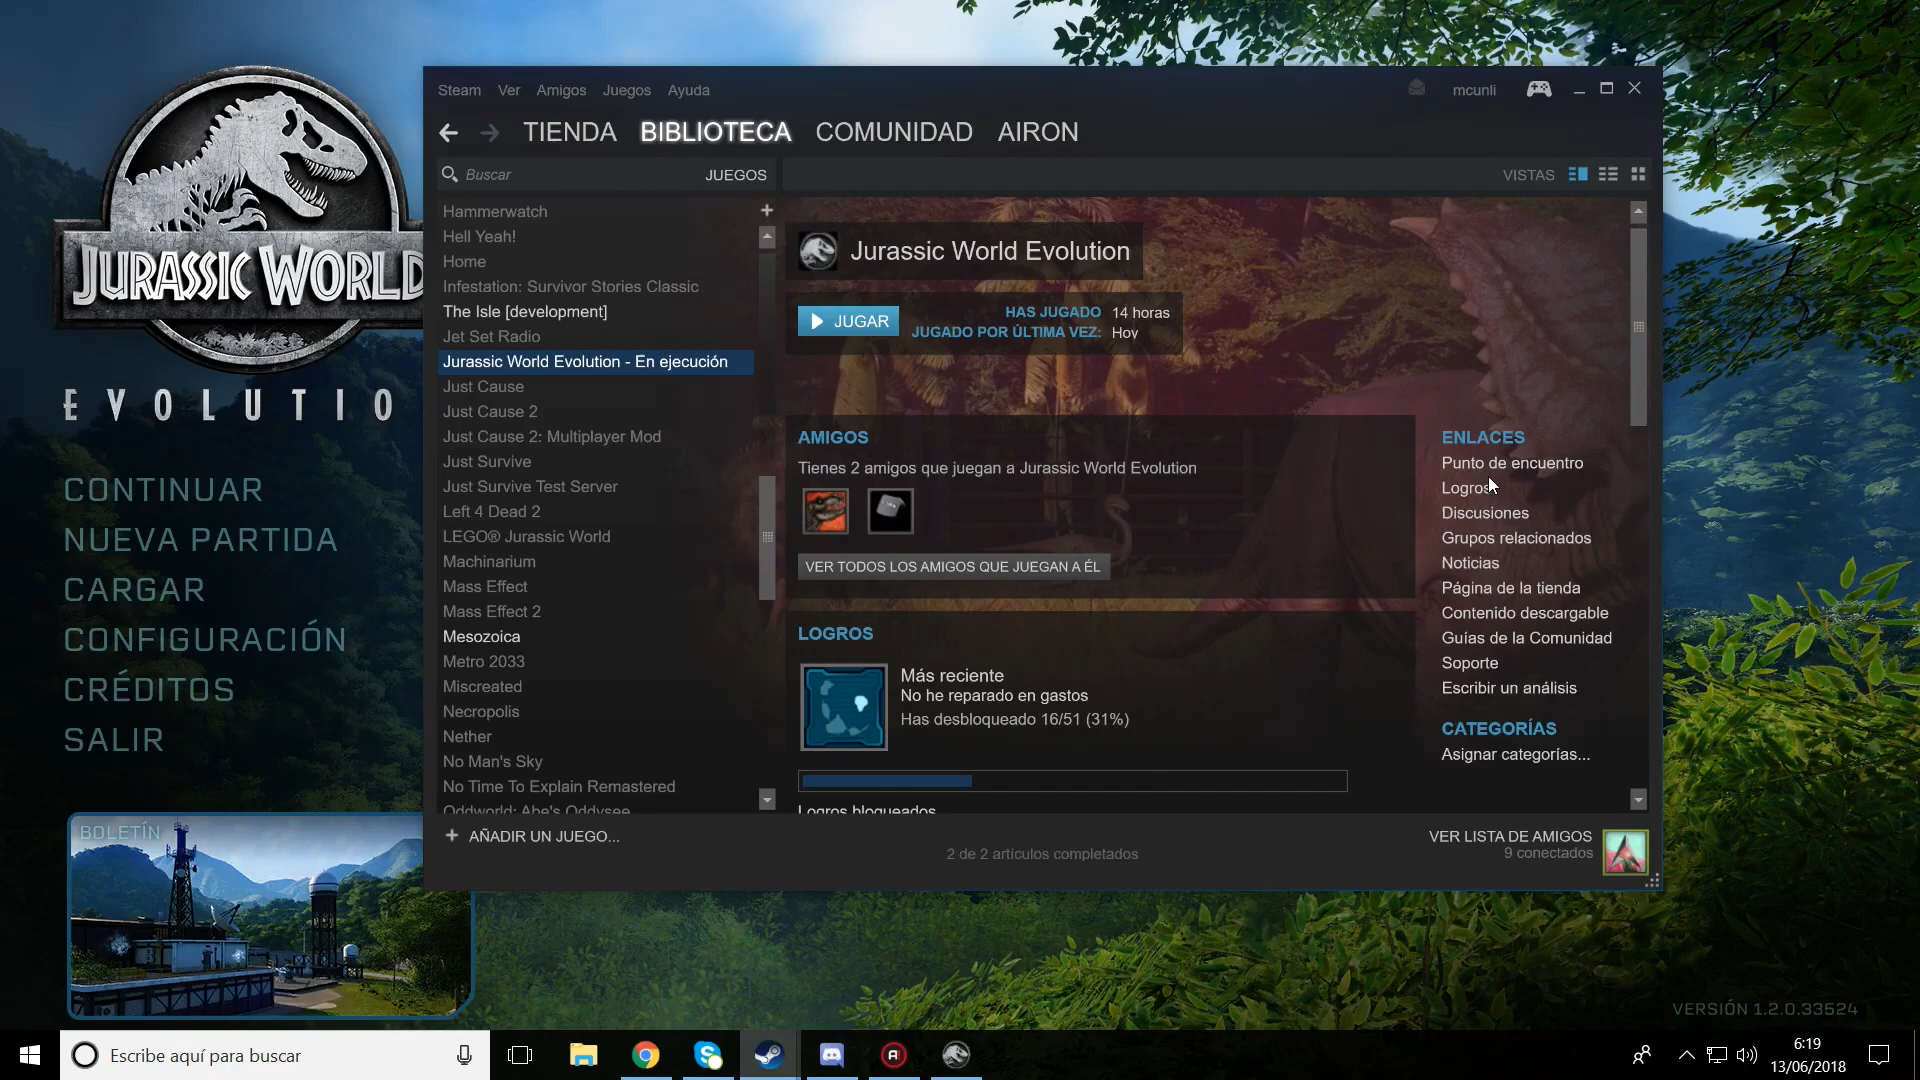 JURASSIC WORLD
EVOLUTIO
CONTINUAR
NUEVA PARTIDA
CARGAR
CONFIGURACIÓN
CRÉDITOS
SALIR
BOLETÍN
Steam Ver Amigos Juegos Ayuda
mcunli
TIENDA BIBLIOTECA COMUNIDAD AIRON
Buscar
JUEGOS
VISTAS
Hammerwatch
Hell Yeah!
Home
Infestation: Survivor Stories Classic
The Isle [development]
Jet Set Radio
Jurassic World Evolution - En ejecución
Just Cause
Just Cause 2
Just Cause 2: Multiplayer Mod
Just Survive
Just Survive Test Server
Left 4 Dead 2
LEGO® Jurassic World
Machinarium
Mass Effect
Mass Effect 2
Mesozoica
Metro 2033
Miscreated
Necropolis
Nether
No Man's Sky
No Time To Explain Remastered
Oddworld: Abe's Oddysee
+ AÑADIR UN JUEGO...
Jurassic World Evolution
JUGAR
HAS JUGADO 14 horas
JUGADO POR ÚLTIMA VEZ: Hoy
AMIGOS
Tienes 2 amigos que juegan a Jurassic World Evolution
VER TODOS LOS AMIGOS QUE JUEGAN A ÉL
LOGROS
Más reciente
No he reparado en gastos
Has desbloqueado 16/51 (31%)
Logros bloqueados
ENLACES
Punto de encuentro
Logros
Discusiones
Grupos relacionados
Noticias
Página de la tienda
Contenido descargable
Guías de la Comunidad
Soporte
Escribir un análisis
CATEGORÍAS
Asignar categorías...
2 de 2 artículos completados
VER LISTA DE AMIGOS
9 conectados
VERSIÓN 1.2.0.33524
Escribe aquí para buscar
6:19
13/06/2018